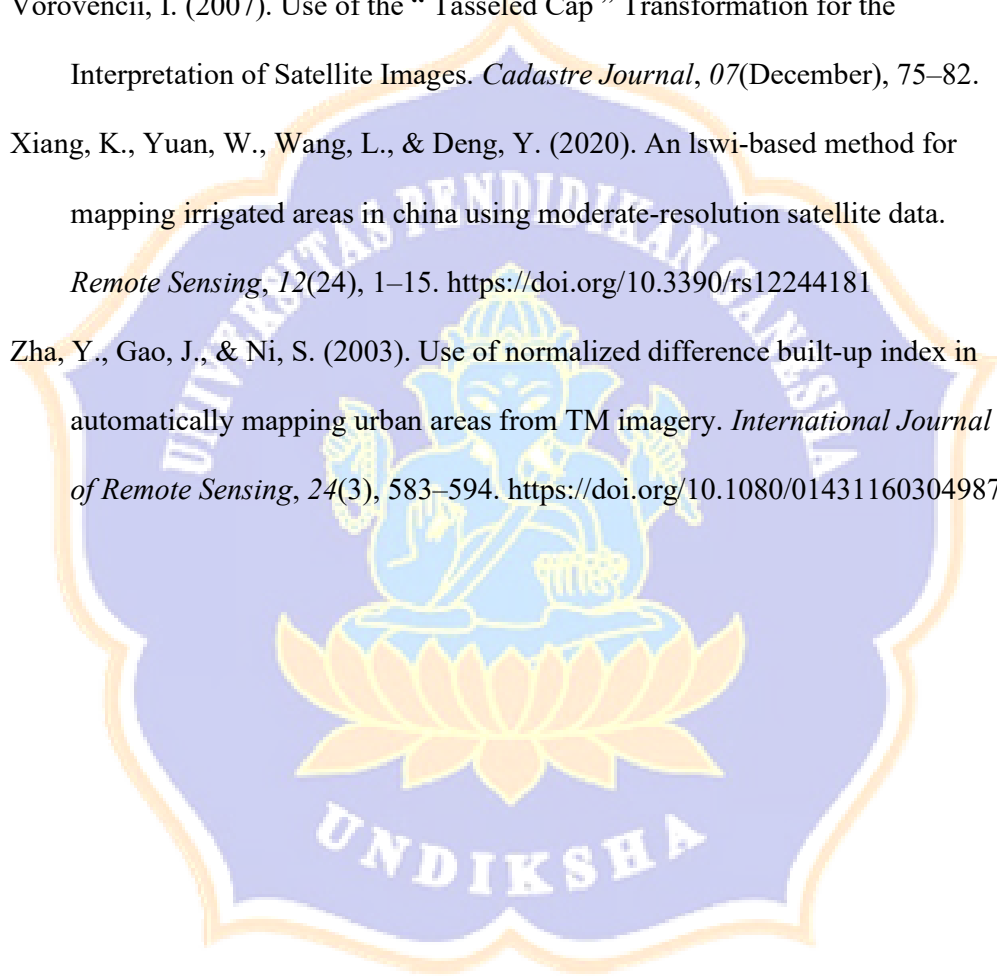 Vorovencii, I. (2007). Use of the “ Tasseled Cap ” Transformation for the
Interpretation of Satellite Images. Cadastre Journal, 07(December), 75–82.
Xiang, K., Yuan, W., Wang, L., & Deng, Y. (2020). An lswi-based method for
mapping irrigated areas in china using moderate-resolution satellite data.
Remote Sensing, 12(24), 1–15. https://doi.org/10.3390/rs12244181
Zha, Y., Gao, J., & Ni, S. (2003). Use of normalized difference built-up index in
automatically mapping urban areas from TM imagery. International Journal
of Remote Sensing, 24(3), 583–594. https://doi.org/10.1080/01431160304987
UNIVERSITAS PENDIDIKAN GANESHA
UNDIKSHA